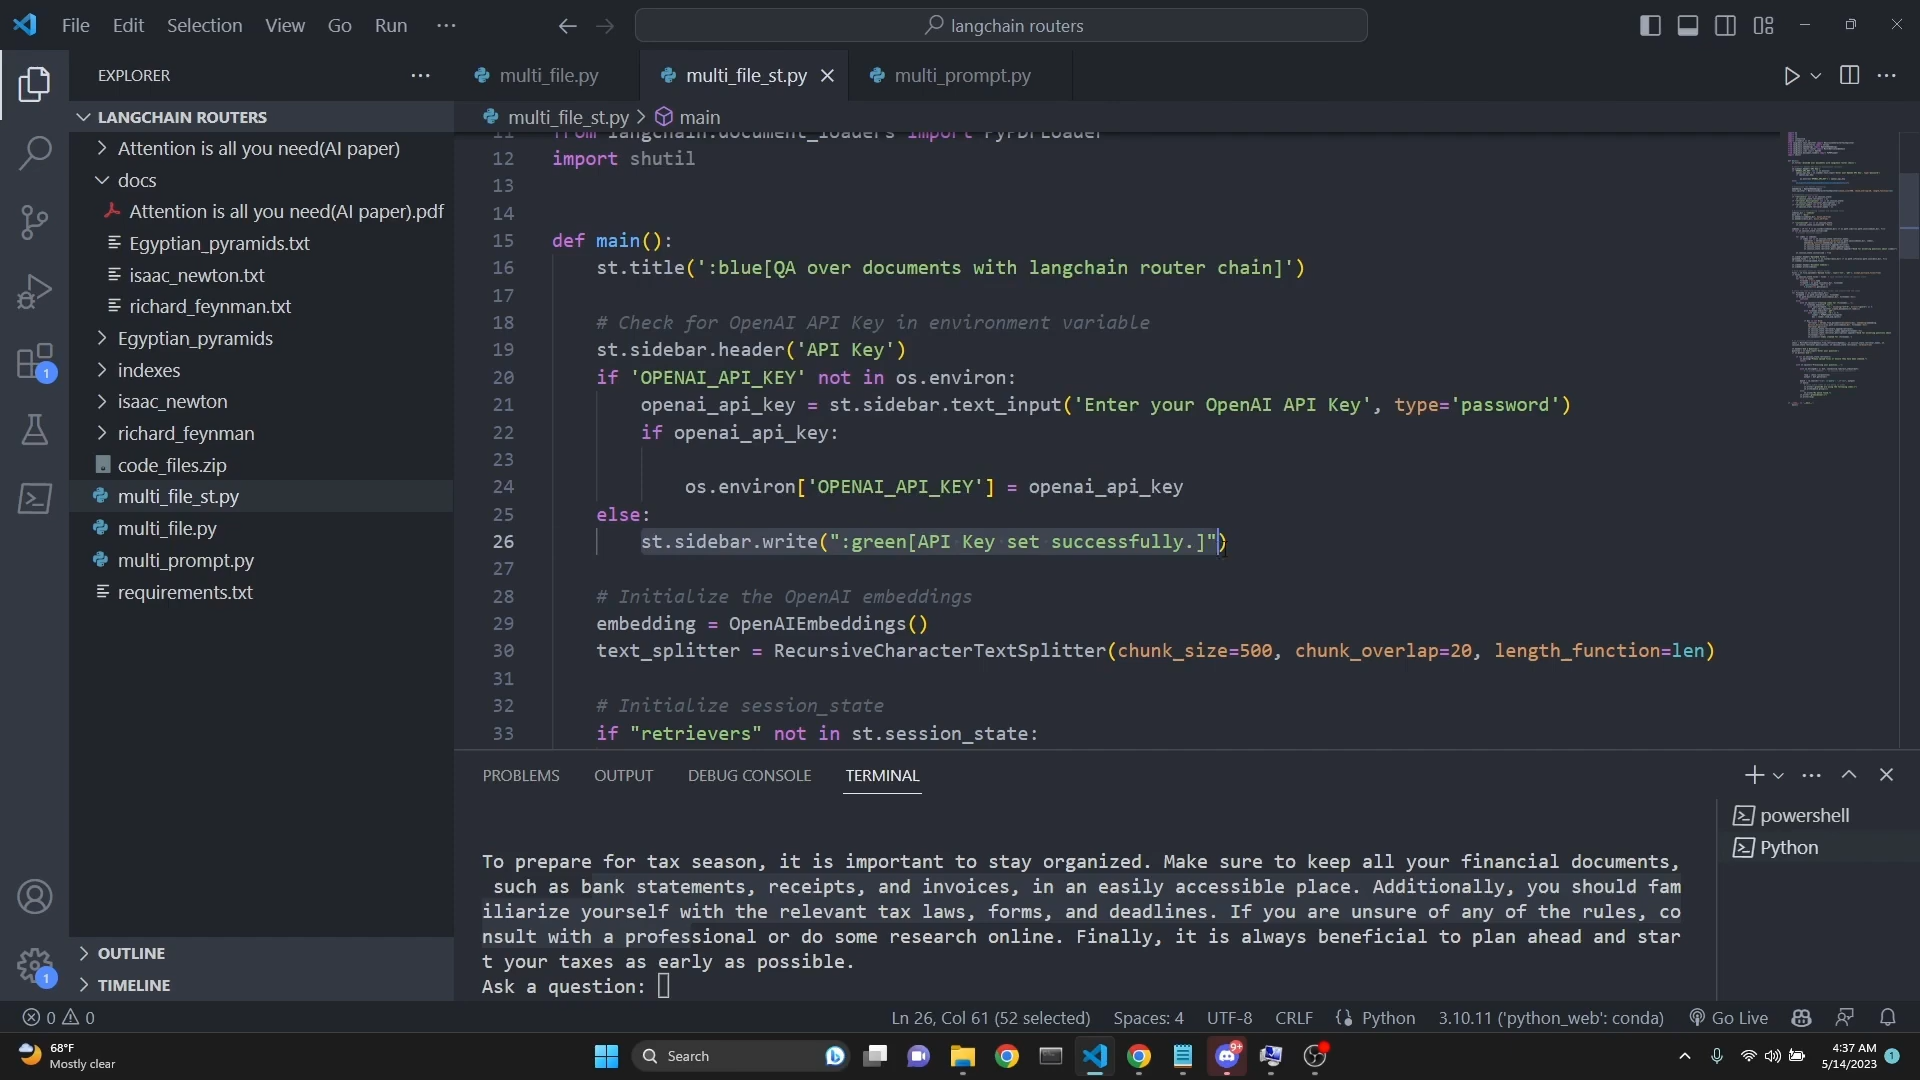 File Edit Selection View Go Run ···
langchain routers
EXPLORER
multi_file.py
multi_file_st.py
multi_prompt.py
LANGCHAIN ROUTERS
multi_file_st.py > main
Attention is all you need(AI paper)
docs
Attention is all you need(AI paper).pdf
Egyptian_pyramids.txt
isaac_newton.txt
richard_feynman.txt
Egyptian_pyramids
indexes
isaac_newton
richard_feynman
code_files.zip
multi_file_st.py
multi_file.py
multi_prompt.py
requirements.txt
OUTLINE
TIMELINE
11 from langchain.document_loaders import PyPDFLoader
12 import shutil
13
14
15 def main():
16 st.title(':blue[QA over documents with langchain router chain]')
17
18 # Check for OpenAI API Key in environment variable
19 st.sidebar.header('API Key')
20 if 'OPENAI_API_KEY' not in os.environ:
21 openai_api_key = st.sidebar.text_input('Enter your OpenAI API Key', type='password')
22 if openai_api_key:
23
24 os.environ['OPENAI_API_KEY'] = openai_api_key
25 else:
26 st.sidebar.write(":green[API Key set successfully.]")
27
28 # Initialize the OpenAI embeddings
29 embedding = OpenAIEmbeddings()
30 text_splitter = RecursiveCharacterTextSplitter(chunk_size=500, chunk_overlap=20, length_function=len)
31
32 # Initialize session_state
33 if "retrievers" not in st.session_state:
PROBLEMS OUTPUT DEBUG CONSOLE TERMINAL
powershell
Python
To prepare for tax season, it is important to stay organized. Make sure to keep all your financial documents,
such as bank statements, receipts, and invoices, in an easily accessible place. Additionally, you should fam
iliarize yourself with the relevant tax laws, forms, and deadlines. If you are unsure of any of the rules, co
nsult with a professional or do some research online. Finally, it is always beneficial to plan ahead and star
t your taxes as early as possible.
Ask a question:
1
1
0 0
Ln 26, Col 61 (52 selected) Spaces: 4 UTF-8 CRLF Python 3.10.11 ('python_web': conda) Go Live
68°F
Mostly clear
Search
9+
4:37 AM
5/14/2023
1